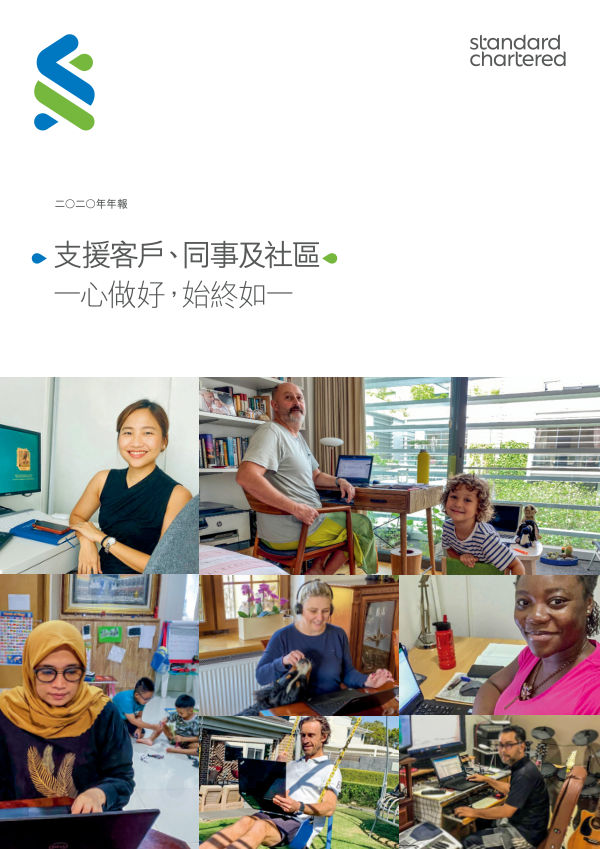 standard
chartered
二〇二〇年年報
支援客戶、同事及社區
一心做好，始終如一